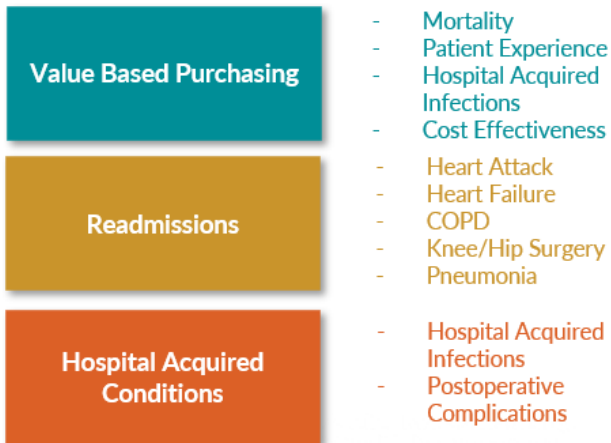 Value Based Purchasing
- Mortality
- Patient Experience
- Hospital Acquired
Infections
- Cost Effectiveness
Readmissions
- Heart Attack
- Heart Failure
- COPD
- Knee/Hip Surgery
- Pneumonia
Hospital Acquired
Conditions
- Hospital Acquired
Infections
- Postoperative
Complications